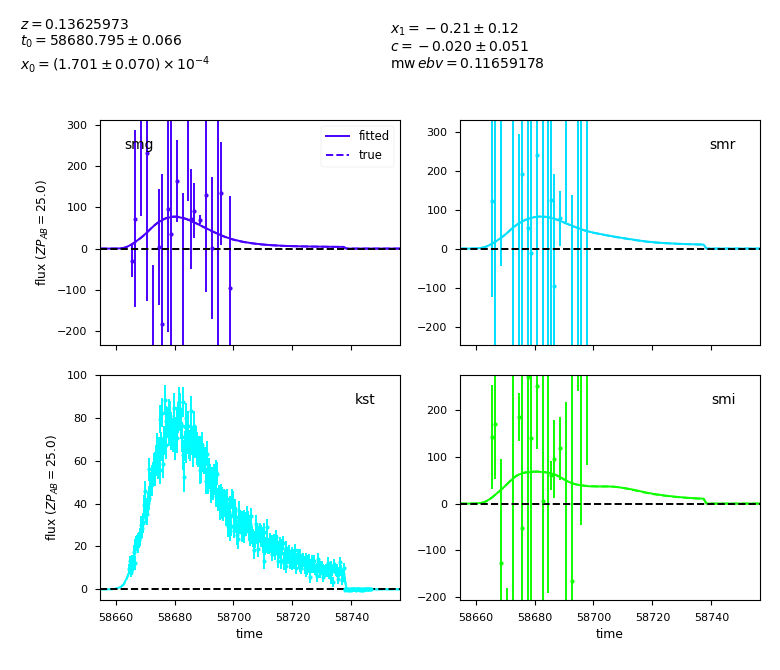 z = 0.13625973
t₀ = 58680.795 ± 0.066
x₀ = (1.701 ± 0.070) × 10⁻⁴
x₁ = −0.21 ± 0.12
c = −0.020 ± 0.051
mw ebv = 0.11659178
smg
fitted
true
300
200
100
0
−100
−200
flux (ZP_AB = 25.0)
smr
300
200
100
0
−100
−200
kst
100
80
60
40
20
0
flux (ZP_AB = 25.0)
58660 58680 58700 58720 58740
time
smi
200
100
0
−100
−200
58660 58680 58700 58720 58740
time